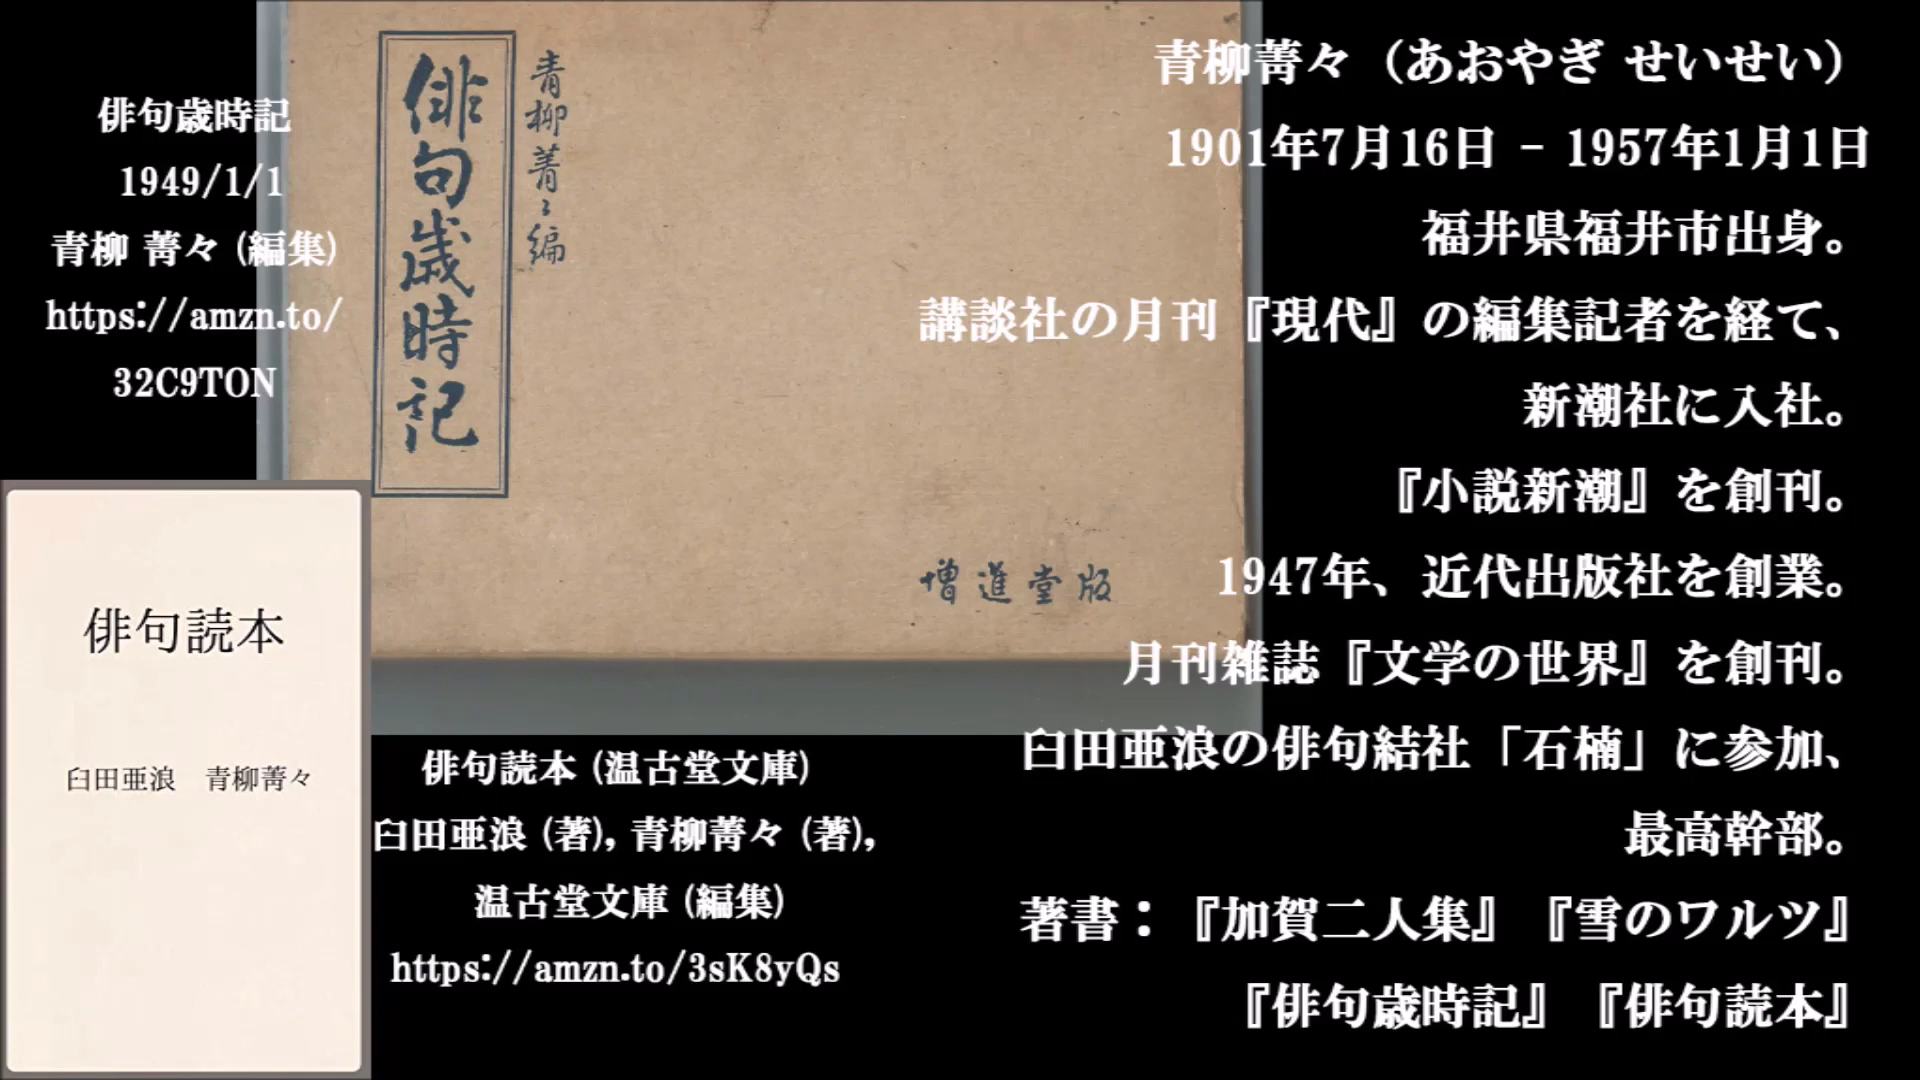 俳句歳時記
1949/1/1
青柳 菁々 (編集)
https://amzn.to/
32C9TON
俳句歳時記
青柳菁〻編
増進堂版
俳句読本
臼田亜浪　青柳菁々
俳句読本 (温古堂文庫)
臼田亜浪 (著), 青柳菁々 (著),
温古堂文庫 (編集)
https://amzn.to/3sK8yQs
青柳菁々（あおやぎ せいせい）
1901年7月16日 - 1957年1月1日
福井県福井市出身。
講談社の月刊『現代』の編集記者を経て、
新潮社に入社。
『小説新潮』を創刊。
1947年、近代出版社を創業。
月刊雑誌『文学の世界』を創刊。
臼田亜浪の俳句結社「石楠」に参加、
最高幹部。
著書：『加賀二人集』『雪のワルツ』
『俳句歳時記』『俳句読本』